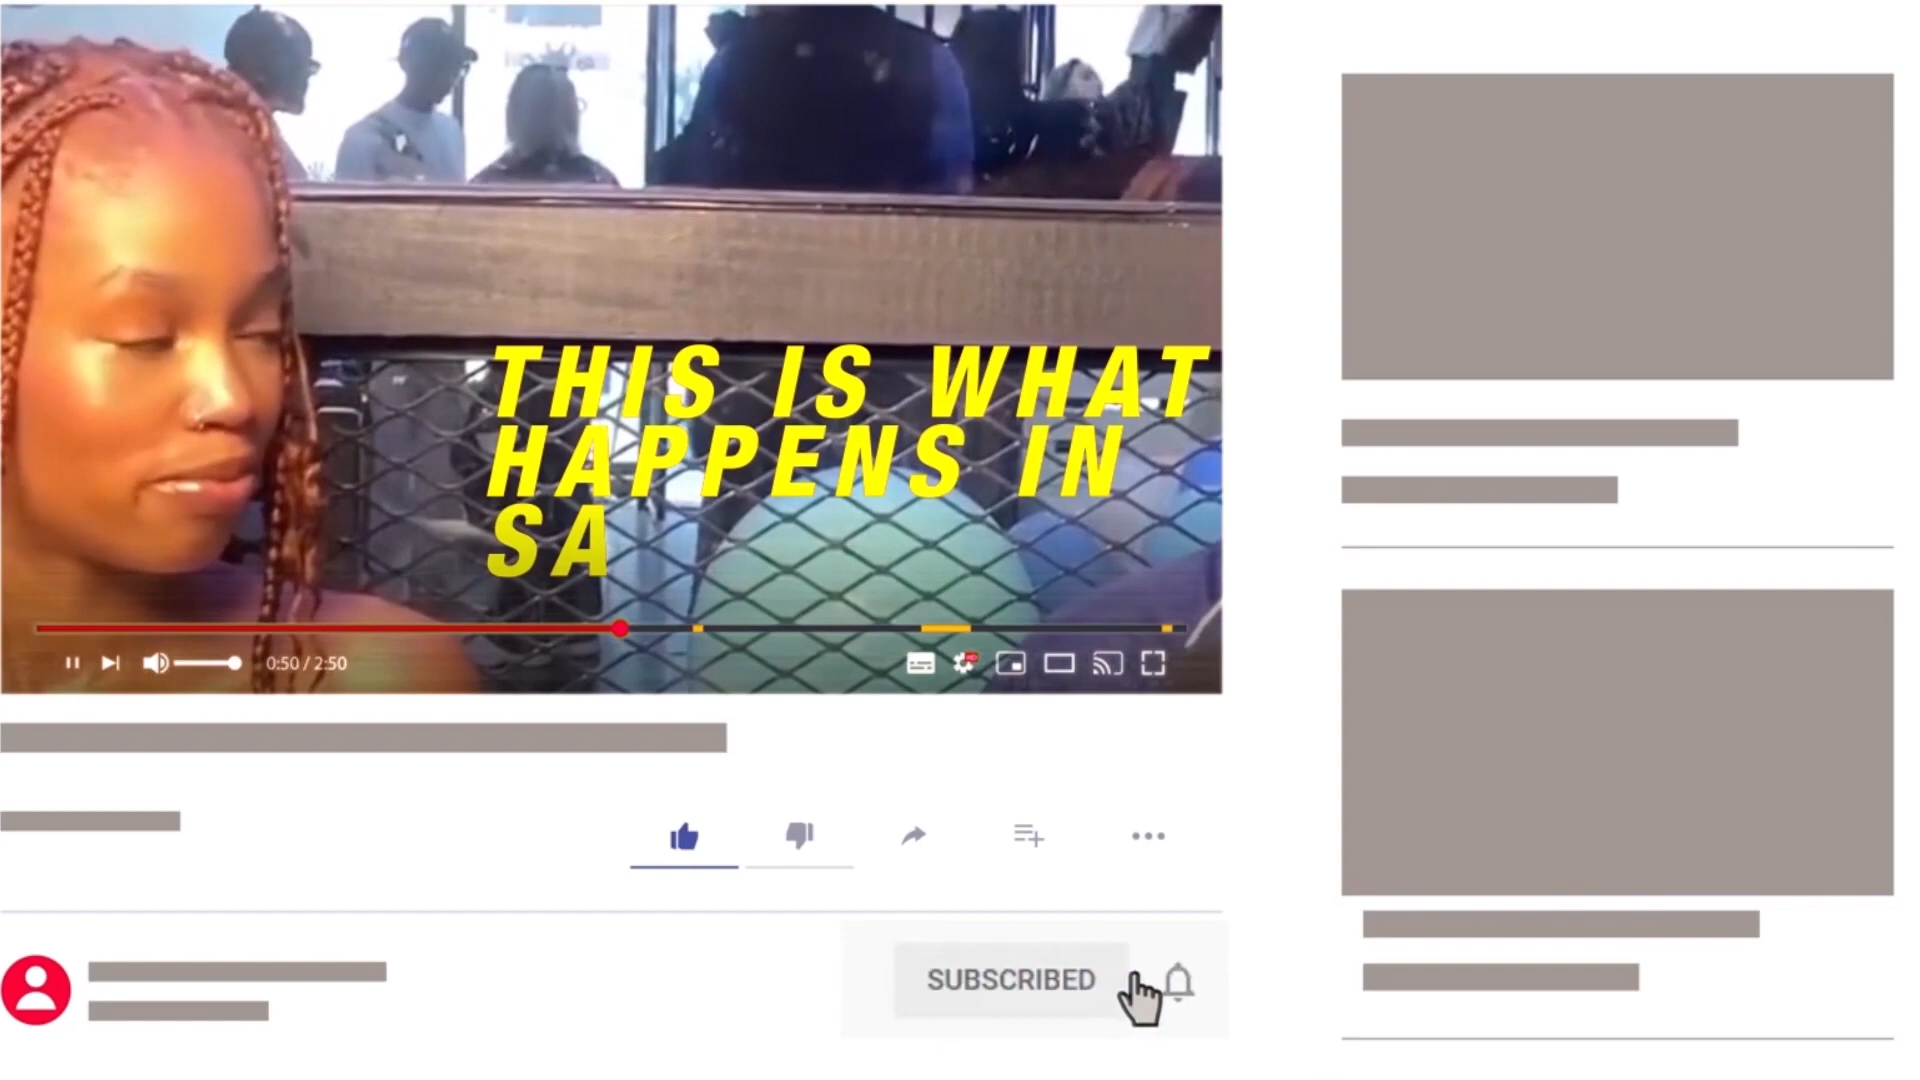 THIS IS WHAT
HAPPENS IN
SA
0:50 / 2:50
SUBSCRIBED